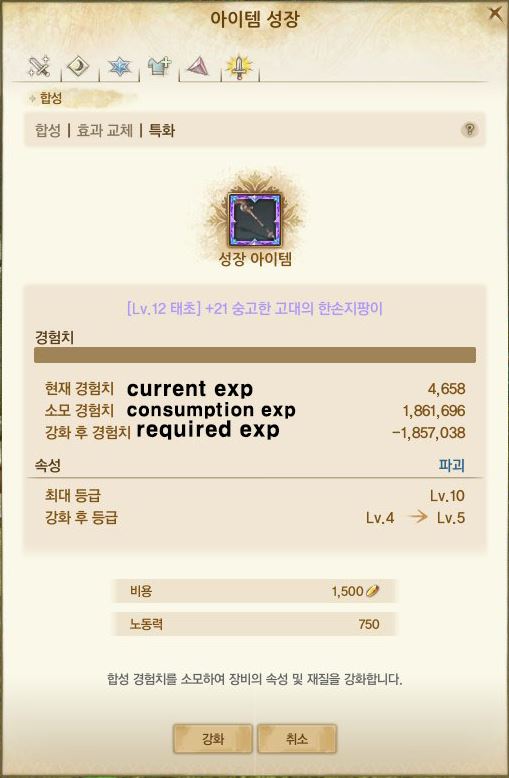 아이템 성장
합성
합성 | 효과 교체 | 특화 ?
성장 아이템
[Lv.12 태초] +21 숭고한 고대의 한손지팡이
경험치
현재 경험치 current exp 4,658
소모 경험치 consumption exp 1,861,696
강화 후 경험치 required exp -1,857,038
속성 파괴
최대 등급 Lv.10
강화 후 등급 Lv.4 → Lv.5
비용 1,500
노동력 750
합성 경험치를 소모하여 장비의 속성 및 재질을 강화합니다.
강화 취소